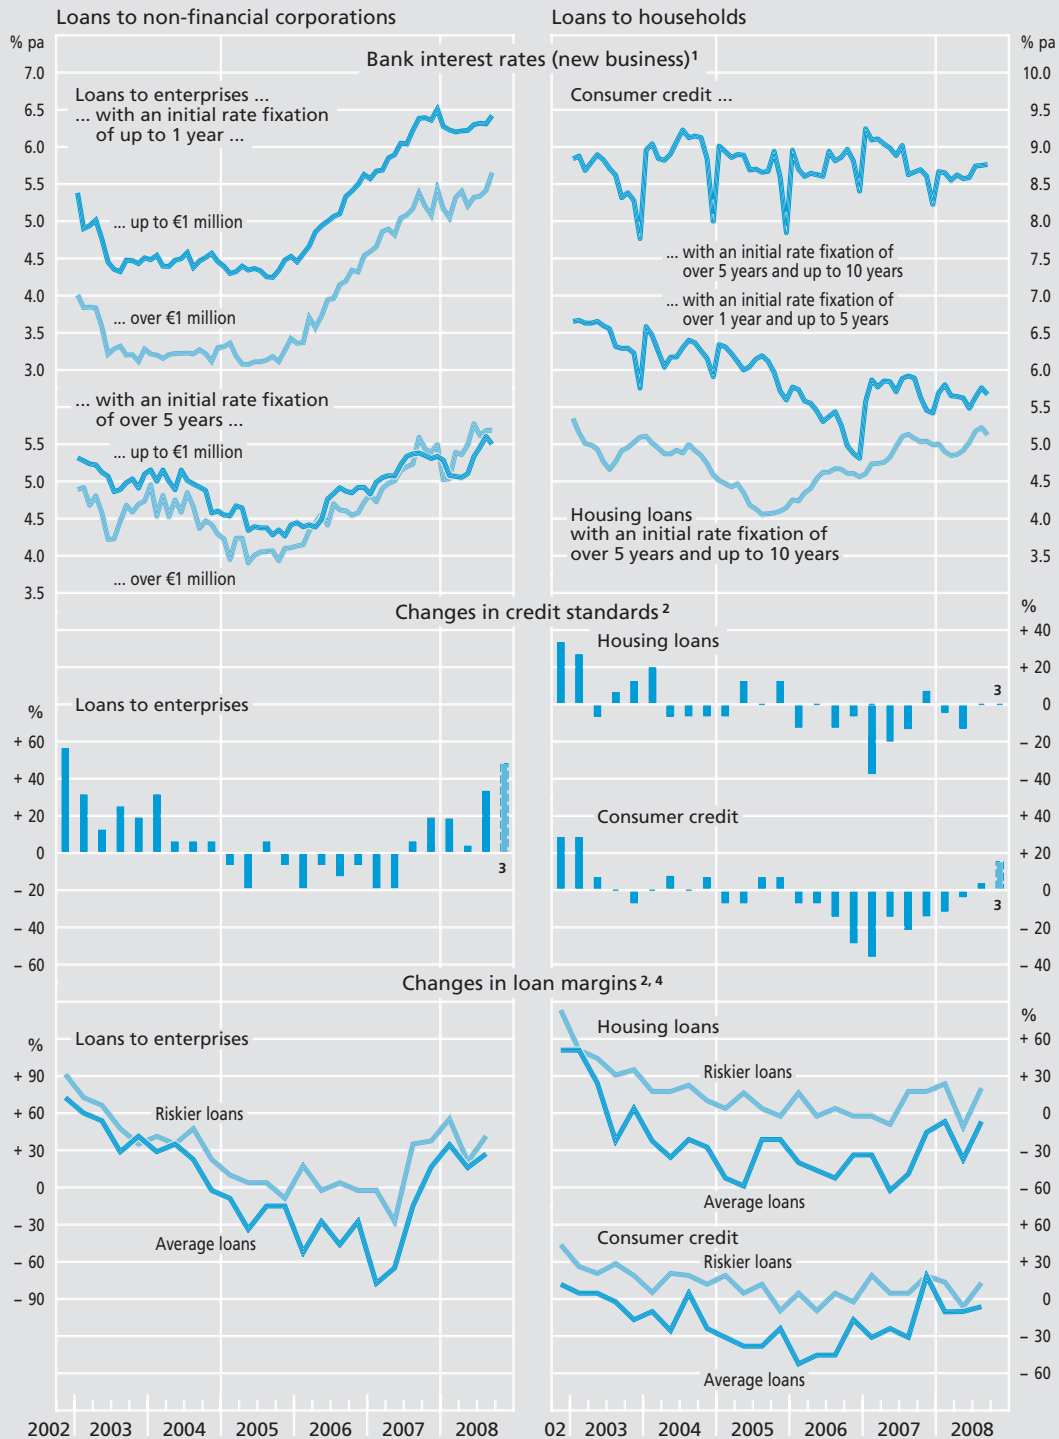 Loans to non-financial corporations
Loans to households
% pa
% pa
Bank interest rates (new business)¹
7.0
6.5
6.0
5.5
5.0
4.5
4.0
3.5
3.0
Loans to enterprises ...
... with an initial rate fixation
of up to 1 year ...
... up to €1 million
... over €1 million
... with an initial rate fixation
of over 5 years ...
... up to €1 million
... over €1 million
5.5
5.0
4.5
4.0
3.5
Consumer credit ...
... with an initial rate fixation of
over 5 years and up to 10 years
... with an initial rate fixation of
over 1 year and up to 5 years
Housing loans
with an initial rate fixation of
over 5 years and up to 10 years
10.0
9.5
9.0
8.5
8.0
7.5
7.0
6.5
6.0
5.5
5.0
4.5
4.0
3.5
Changes in credit standards ²
Loans to enterprises
%
+ 60
+ 40
+ 20
0
– 20
– 40
– 60
3
Housing loans
%
+ 40
+ 20
0
– 20
– 40
3
Consumer credit
+ 40
+ 20
0
– 20
– 40
3
Changes in loan margins ²,⁴
Loans to enterprises
%
+ 90
+ 60
+ 30
0
– 30
– 60
– 90
Riskier loans
Average loans
Housing loans
%
+ 60
+ 30
0
– 30
– 60
Riskier loans
Average loans
Consumer credit
+ 60
+ 30
0
– 30
– 60
Riskier loans
Average loans
2002 2003 2004 2005 2006 2007 2008
02 2003 2004 2005 2006 2007 2008